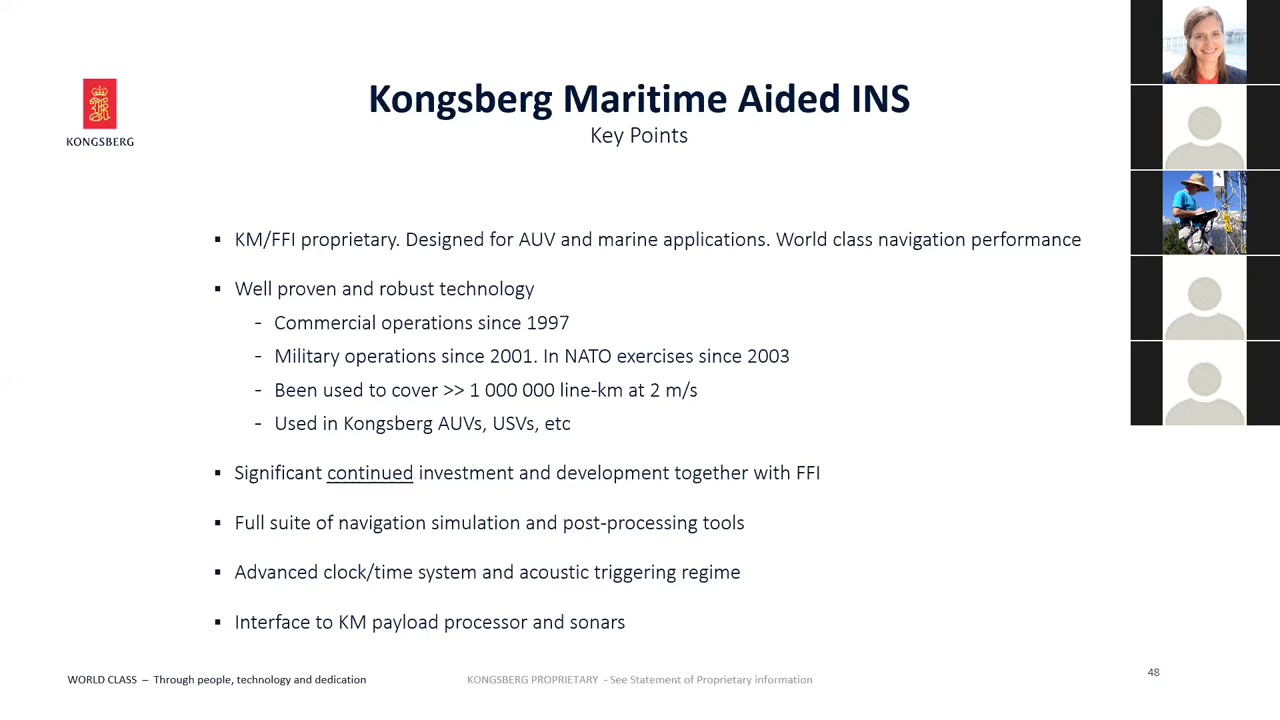 KONGSBERG
Kongsberg Maritime Aided INS
Key Points
▪ KM/FFI proprietary. Designed for AUV and marine applications. World class navigation performance
▪ Well proven and robust technology
- Commercial operations since 1997
- Military operations since 2001. In NATO exercises since 2003
- Been used to cover >> 1 000 000 line-km at 2 m/s
- Used in Kongsberg AUVs, USVs, etc
▪ Significant continued investment and development together with FFI
▪ Full suite of navigation simulation and post-processing tools
▪ Advanced clock/time system and acoustic triggering regime
▪ Interface to KM payload processor and sonars
WORLD CLASS – Through people, technology and dedication
KONGSBERG PROPRIETARY - See Statement of Proprietary information
48